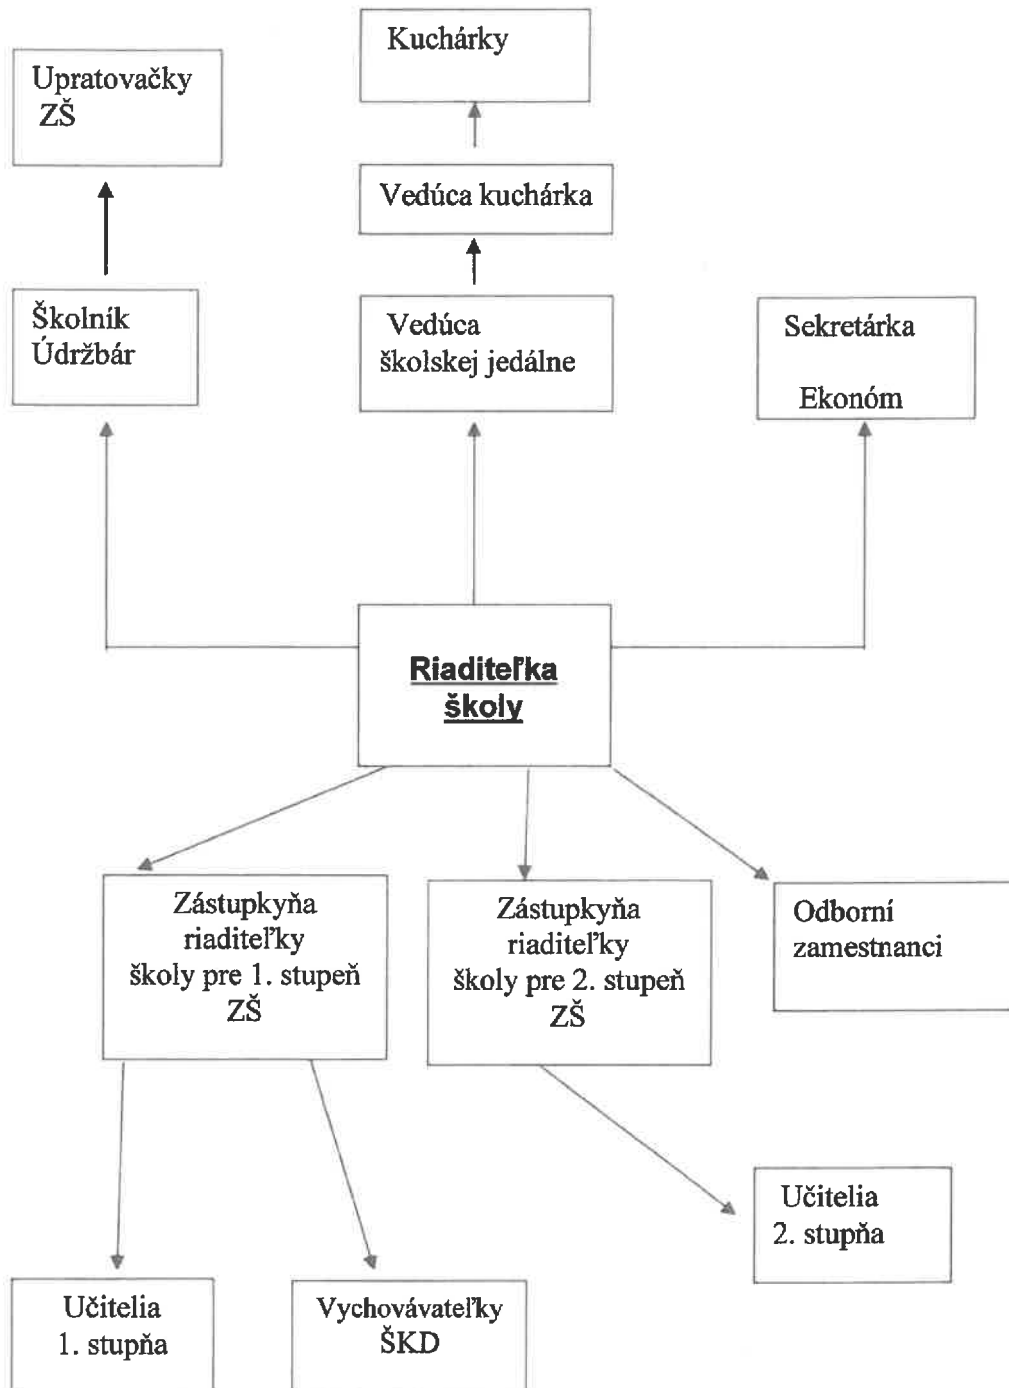 Kuchárky
Upratovačky
ZŠ
Vedúca kuchárka
Školník
Údržbár
Vedúca
školskej jedálne
Sekretárka
Ekonóm
Riaditeľka
školy
Zástupkyňa
riaditeľky
školy pre 1. stupeň
ZŠ
Zástupkyňa
riaditeľky
školy pre 2. stupeň
ZŠ
Odborní
zamestnanci
Učitelia
2. stupňa
Učitelia
1. stupňa
Vychovávateľky
ŠKD